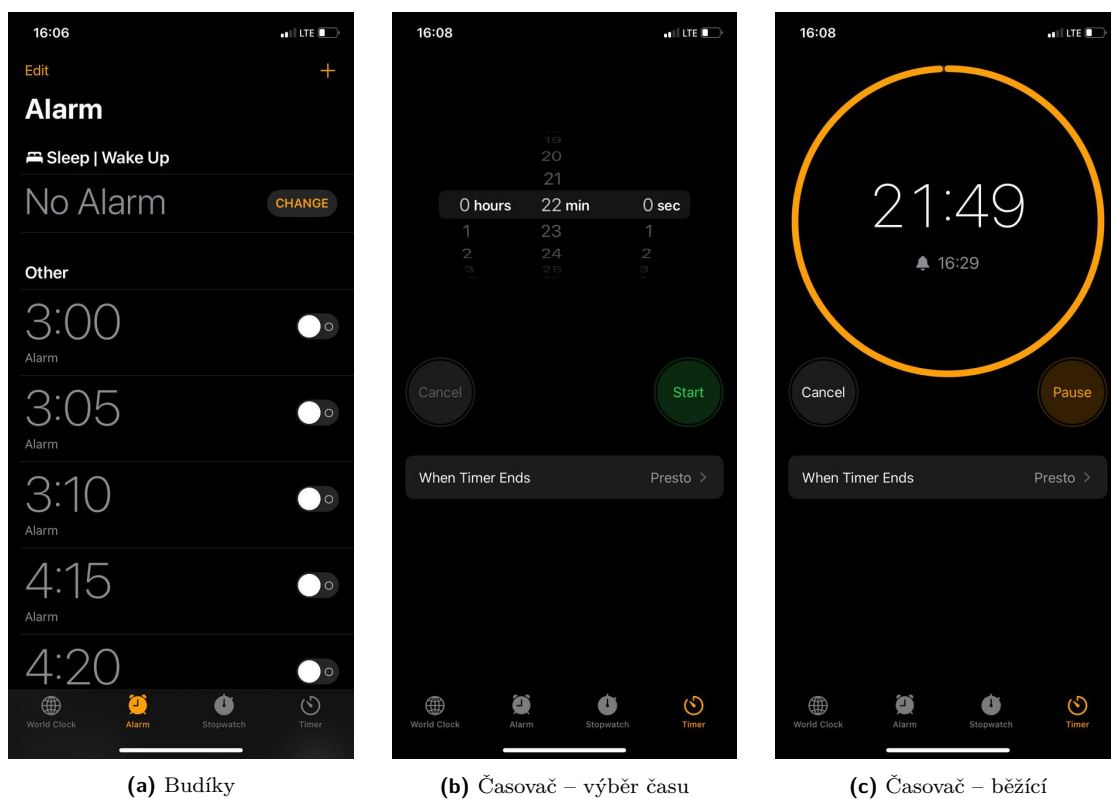 16:06 LTE
Edit +
Alarm
Sleep | Wake Up
No Alarm CHANGE
Other
3:00
Alarm
3:05
Alarm
3:10
Alarm
4:15
Alarm
4:20
World Clock Alarm Stopwatch Timer
(a) Budíky
16:08 LTE
19
20
21
0 hours 22 min 0 sec
1 23 1
2 24 2
3 25 3
Cancel Start
When Timer Ends Presto >
World Clock Alarm Stopwatch Timer
(b) Časovač – výběr času
16:08 LTE
21:49
16:29
Cancel Pause
When Timer Ends Presto >
World Clock Alarm Stopwatch Timer
(c) Časovač – běžící